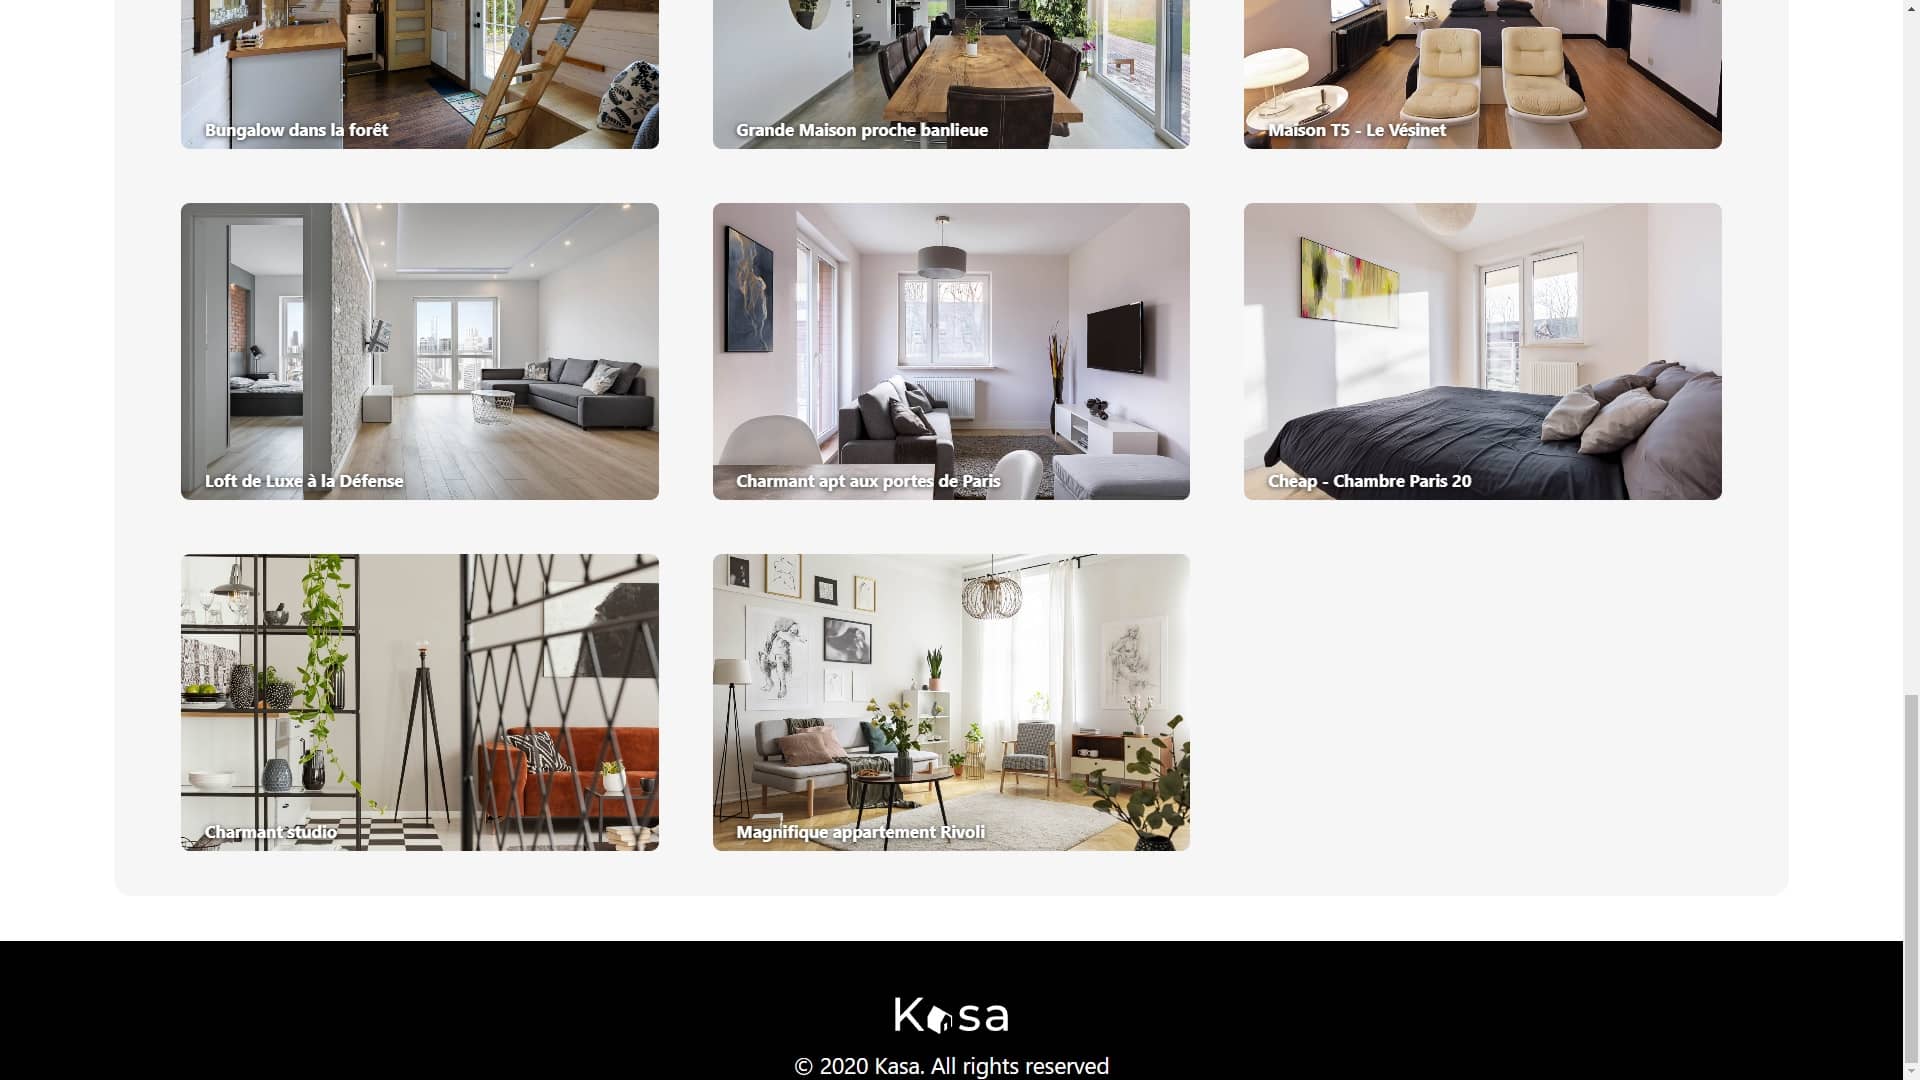 Bungalow dans la forêt
Grande Maison proche banlieue
Maison T5 - Le Vésinet
Loft de Luxe à la Défense
Charmant apt aux portes de Paris
Cheap - Chambre Paris 20
Charmant studio
Magnifique appartement Rivoli
Kasa
© 2020 Kasa. All rights reserved